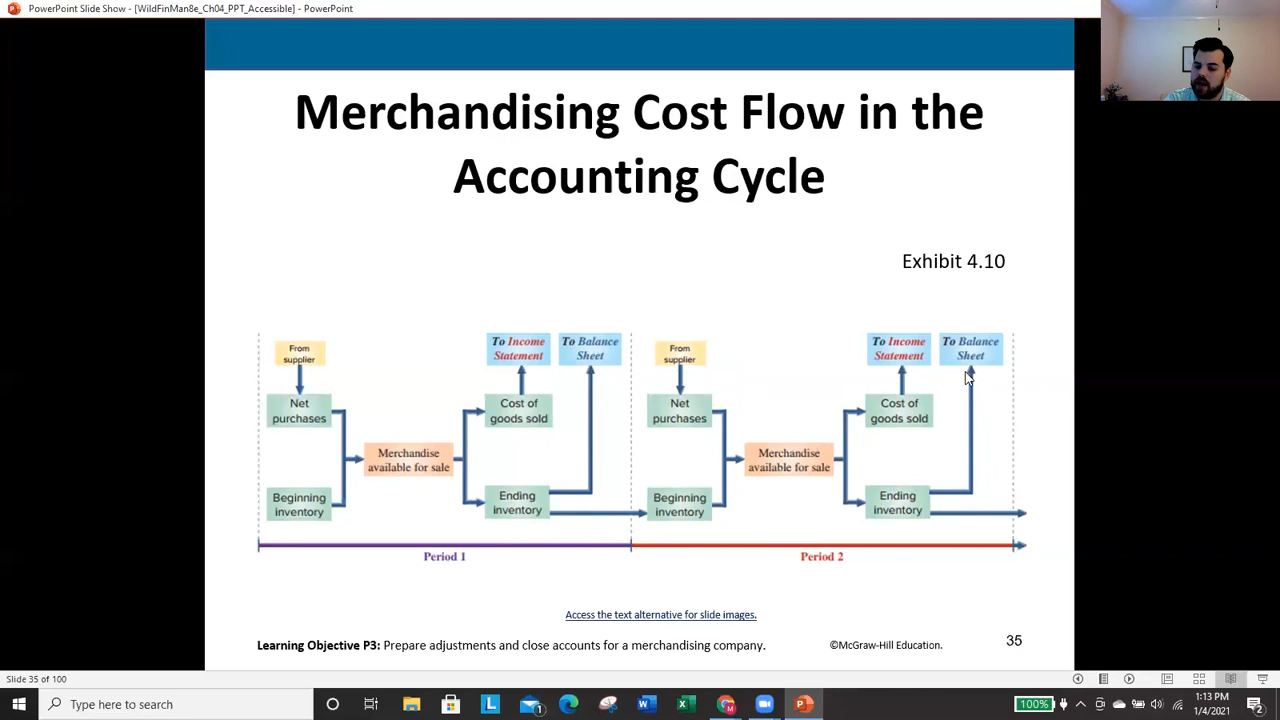 PowerPoint Slide Show - [WildFinMan8e_Ch04_PPT_Accessible] - PowerPoint
Merchandising Cost Flow in the
Accounting Cycle
Exhibit 4.10
From
supplier
To Income
Statement
To Balance
Sheet
From
supplier
To Income
Statement
To Balance
Sheet
Net
purchases
Cost of
goods sold
Net
purchases
Cost of
goods sold
Merchandise
available for sale
Merchandise
available for sale
Beginning
inventory
Ending
inventory
Beginning
inventory
Ending
inventory
Period 1
Period 2
Access the text alternative for slide images.
Learning Objective P3: Prepare adjustments and close accounts for a merchandising company.
©McGraw-Hill Education.
35
Slide 35 of 100
Type here to search
100%
1:13 PM
1/4/2021